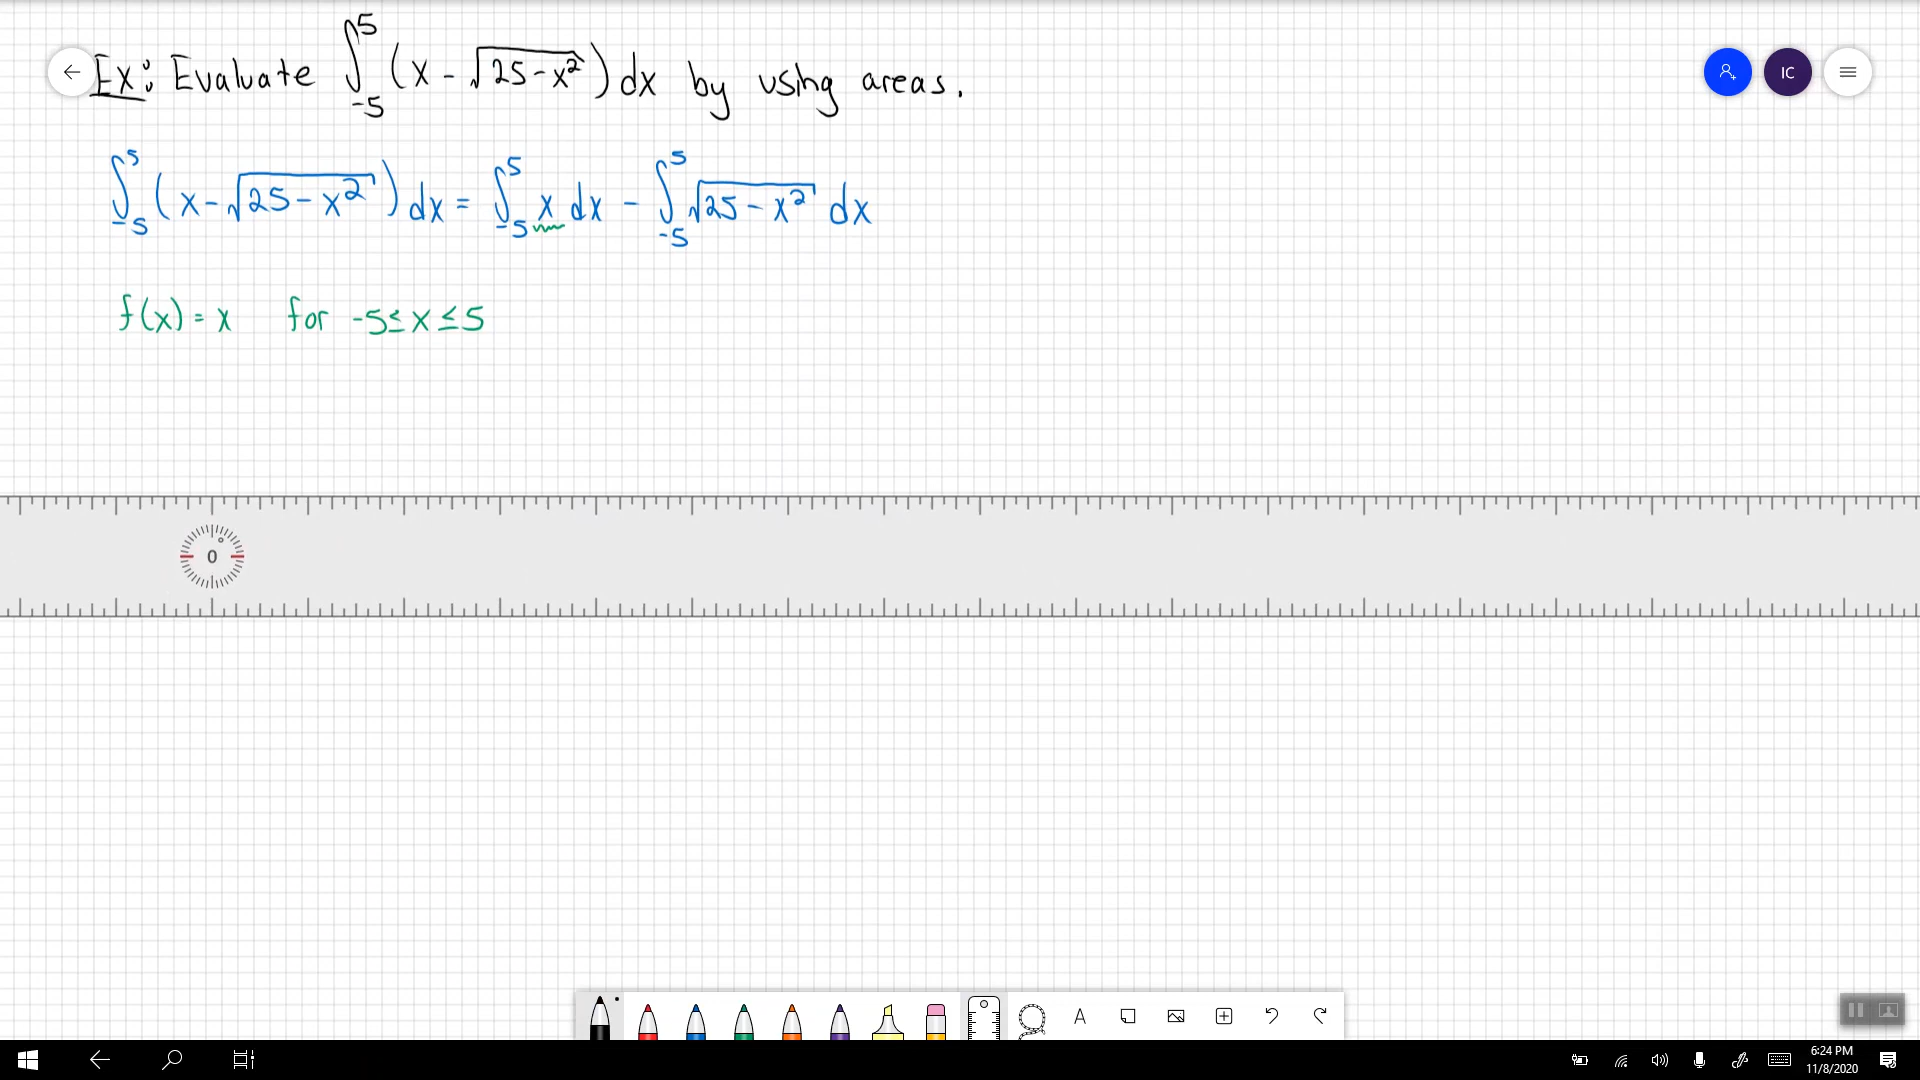 Ex: Evaluate ∫_{-5}^{5} (x - √(25-x²)) dx by using areas.
IC
∫_{-5}^{5} (x - √(25-x²)) dx = ∫_{-5}^{5} x dx - ∫_{-5}^{5} √(25-x²) dx
f(x) = x for -5 ≤ x ≤ 5
0°
A
6:24 PM
11/8/2020